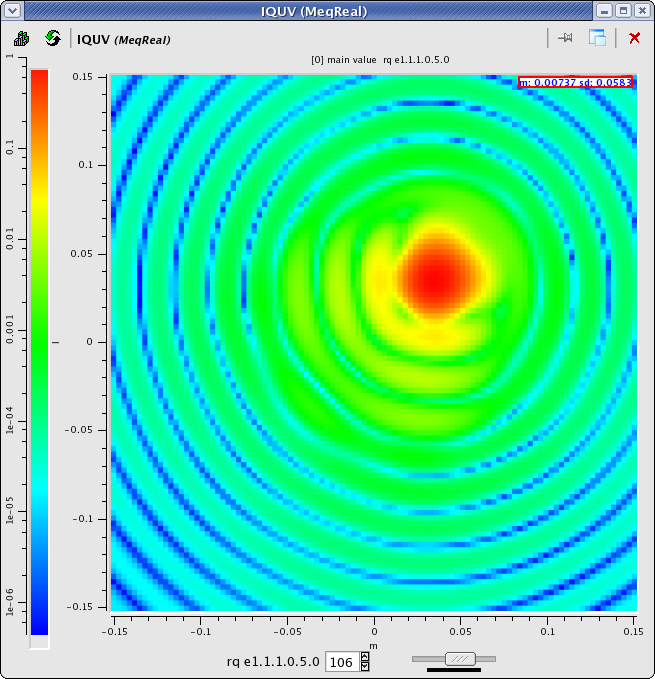 IQUV (MeqReal)
IQUV (MeqReal)
[0] main value rq e1.1.1.0.5.0
m: 0.00737 sd: 0.0583
1
0.1
0.01
0.001
1e-04
1e-05
1e-06
0.15
0.1
0.05
0
-0.05
-0.1
-0.15
l
-0.15
-0.1
-0.05
0
0.05
0.1
0.15
m
rq e1.1.1.0.5.0 106